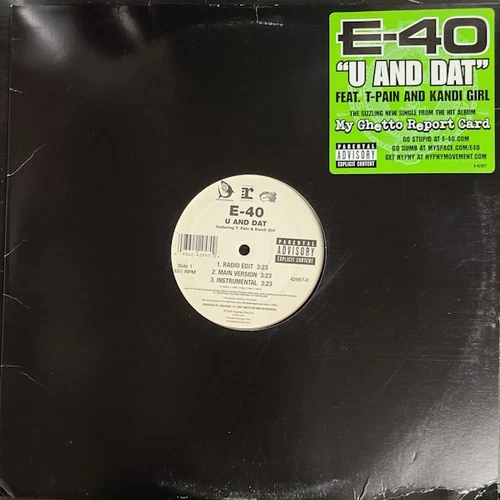 E-40
"U AND DAT"
FEAT. T-PAIN AND KANDI GIRL
THE SIZZLING NEW SINGLE FROM THE HIT ALBUM
My Ghetto Report Card
PARENTAL
ADVISORY
EXPLICIT CONTENT
GO STUPID AT E-40.COM
GO DUMB AT MYSPACE.COM/E40
GET HYPHY AT HYPHYMOVEMENT.COM
E-40
U AND DAT
featuring T. Pain & Kandi Girl
Side 1
33⅓ RPM
1. RADIO EDIT 3:23
2. MAIN VERSION 3:23
3. INSTRUMENTAL 3:23
PARENTAL
ADVISORY
EXPLICIT CONTENT
42957-0